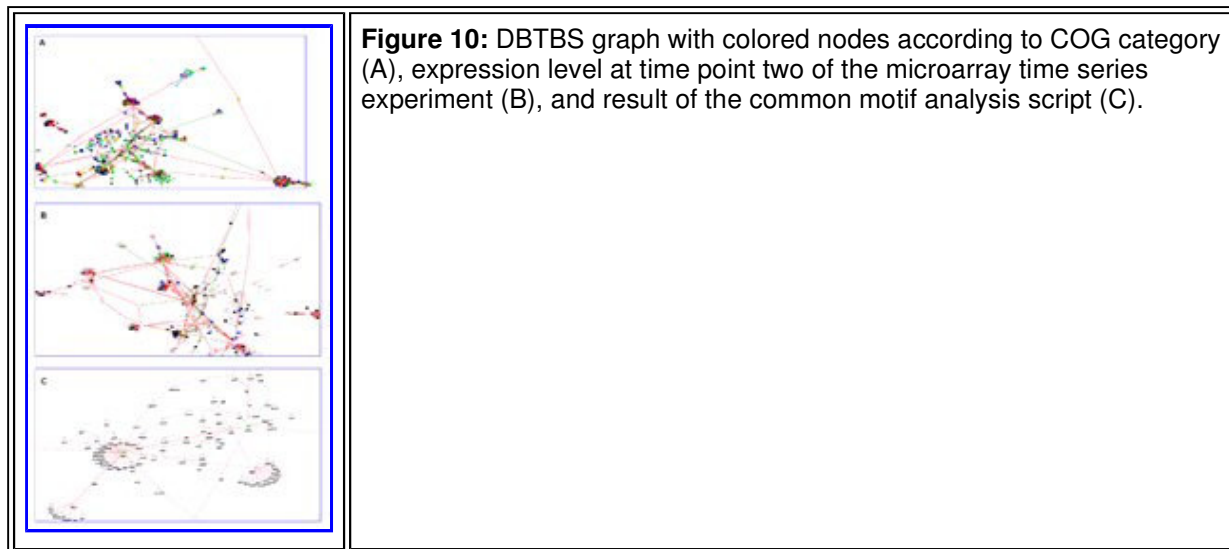 A
B
C
Figure 10: DBTBS graph with colored nodes according to COG category
(A), expression level at time point two of the microarray time series
experiment (B), and result of the common motif analysis script (C).